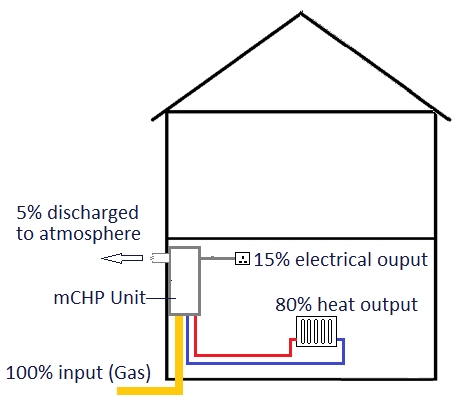 5% discharged
to atmosphere
15% electrical ouput
mCHP Unit
80% heat output
100% input (Gas)